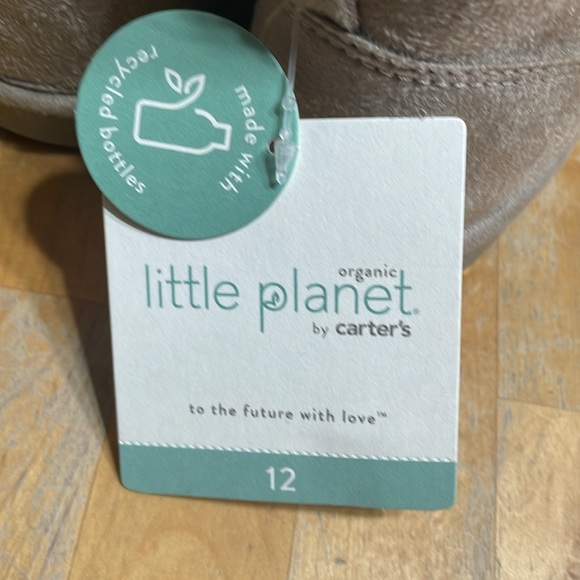 made with
recycled bottles
organic
little planet®
by carter's
to the future with love™
12